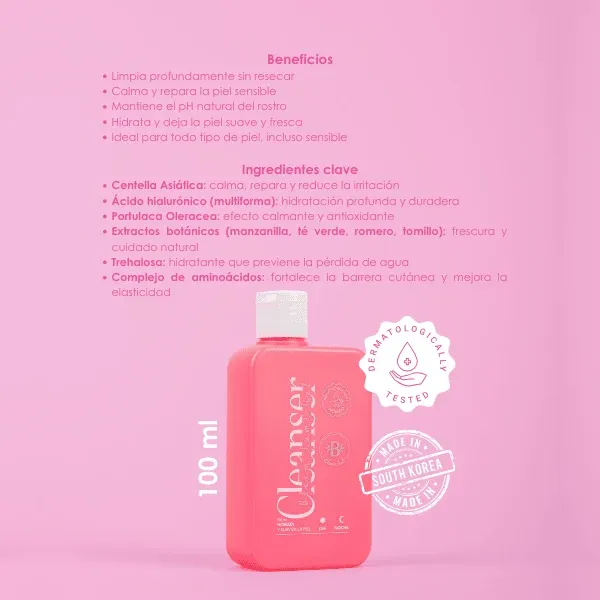 Beneficios
• Limpia profundamente sin resecar
• Calma y repara la piel sensible
• Mantiene el pH natural del rostro
• Hidrata y deja la piel suave y fresca
• Ideal para todo tipo de piel, incluso sensible
Ingredientes clave
• Centella Asiática: calma, repara y reduce la irritación
• Ácido hialurónico (multiforma): hidratación profunda y duradera
• Portulaca Oleracea: efecto calmante y antioxidante
• Extractos botánicos (manzanilla, té verde, romero, tomillo): frescura y
cuidado natural
• Trehalosa: hidratante que previene la pérdida de agua
• Complejo de aminoácidos: fortalece la barrera cutánea y mejora la
elasticidad
DERMATOLOGICALLY
TESTED
100 ml
Cleanser
B
MADE IN
SOUTH KOREA
MADE IN